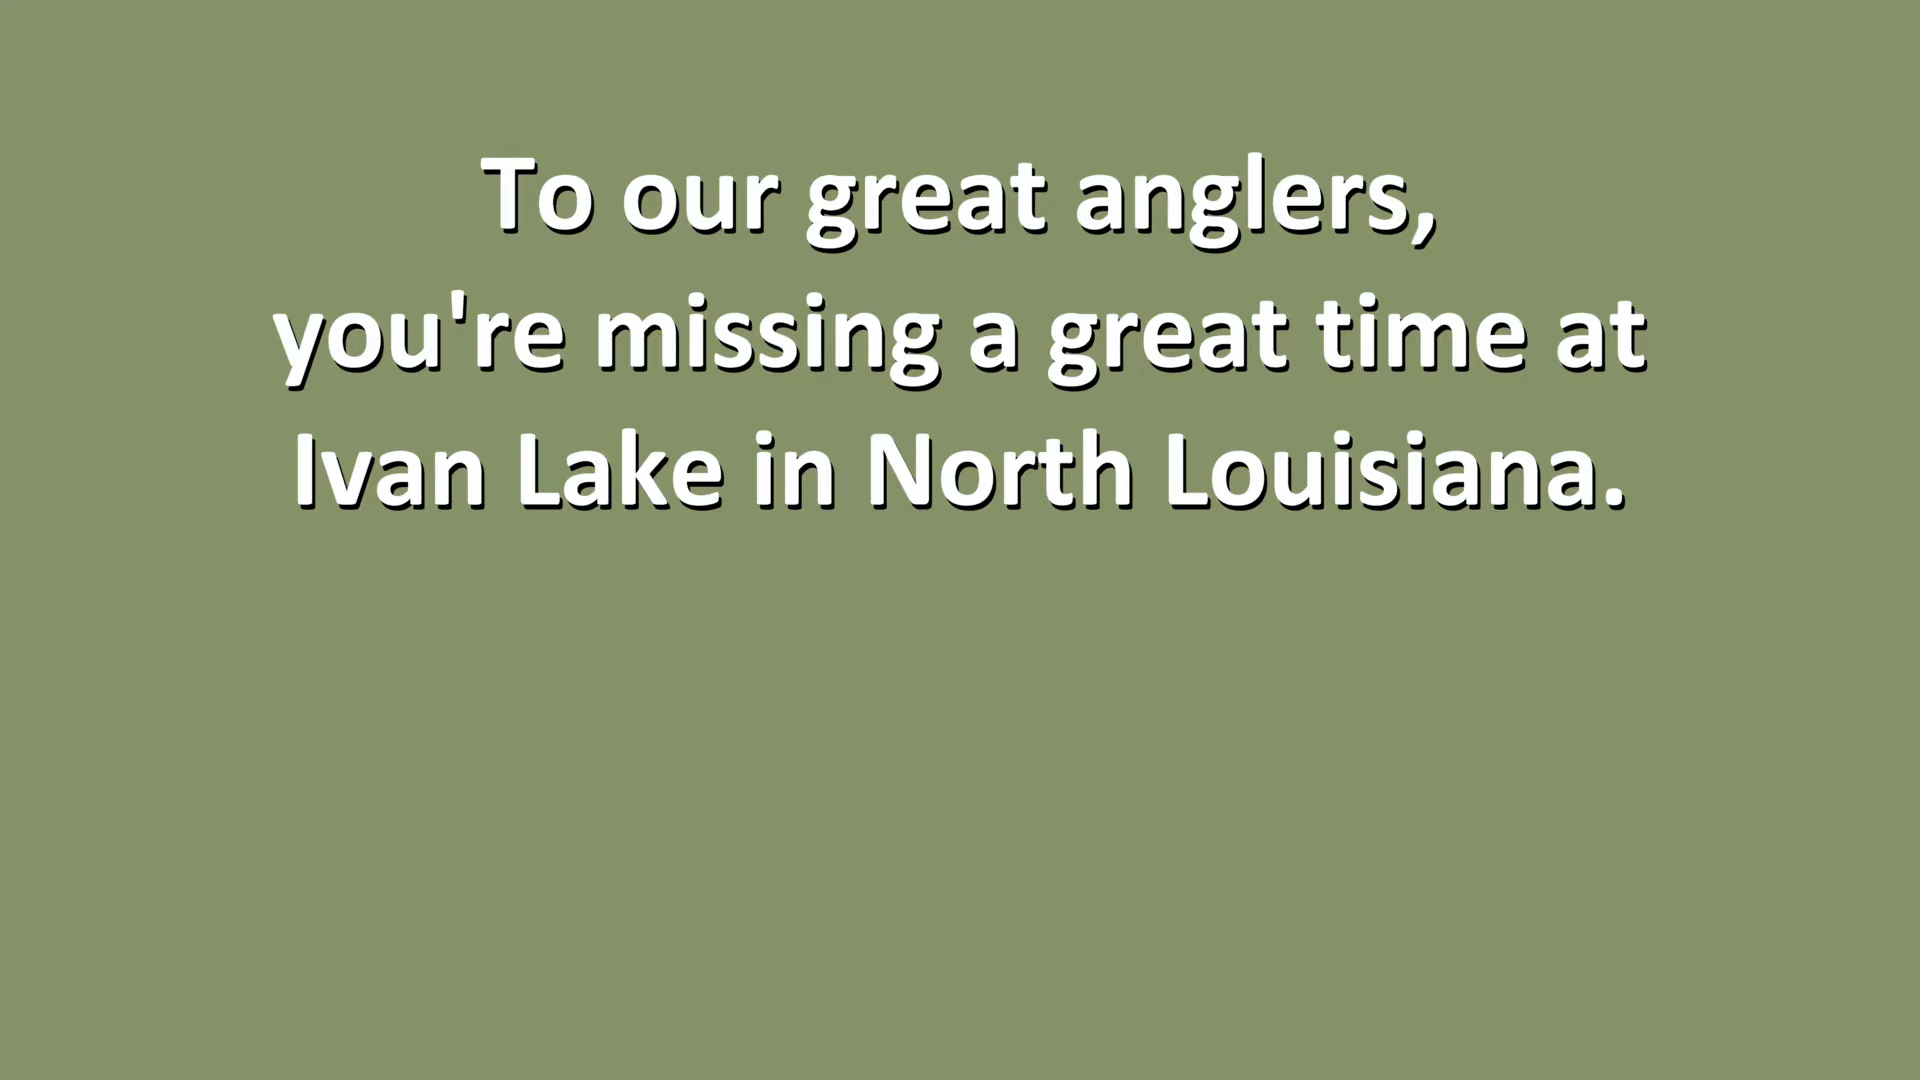 To our great anglers,
you're missing a great time at
Ivan Lake in North Louisiana.